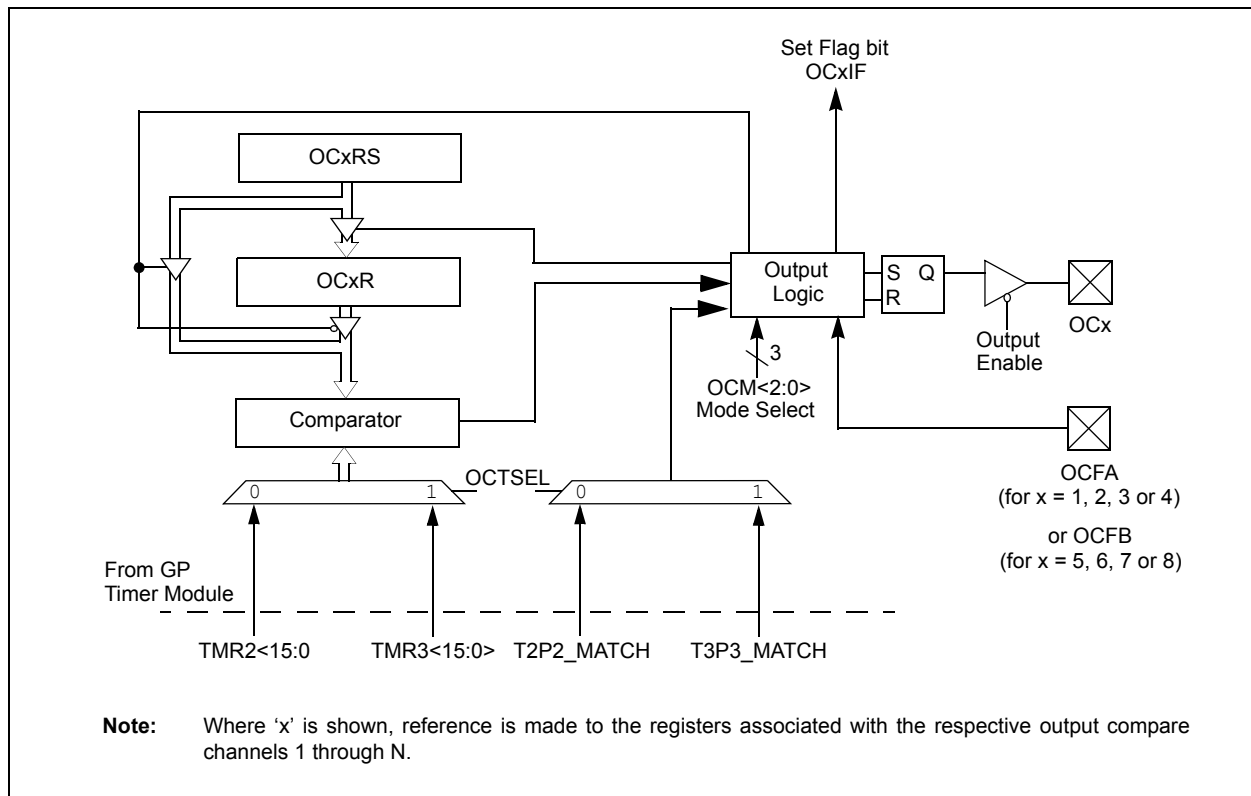 Set Flag bit
OCxIF
OCxRS
OCxR
Output
Logic
S Q
R
OCx
Output
Enable
3
OCM<2:0>
Mode Select
Comparator
OCTSEL
0 1
0 1
OCFA
(for x = 1, 2, 3 or 4)
or OCFB
(for x = 5, 6, 7 or 8)
From GP
Timer Module
TMR2<15:0 TMR3<15:0> T2P2_MATCH T3P3_MATCH
Note: Where ‘x’ is shown, reference is made to the registers associated with the respective output compare
channels 1 through N.